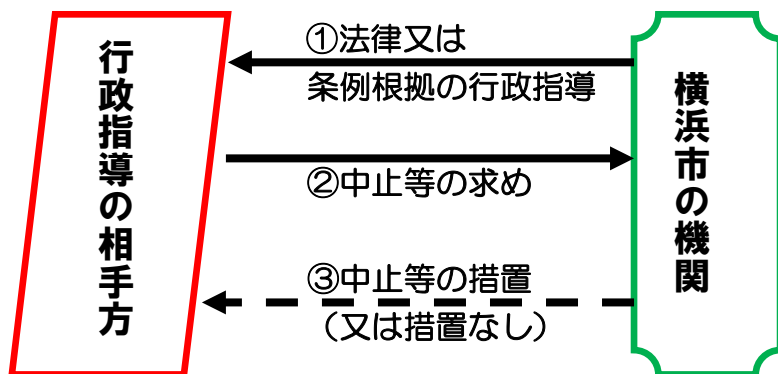 行政指導の相手方
①法律又は
条例根拠の行政指導
②中止等の求め
③中止等の措置
（又は措置なし）
横浜市の機関